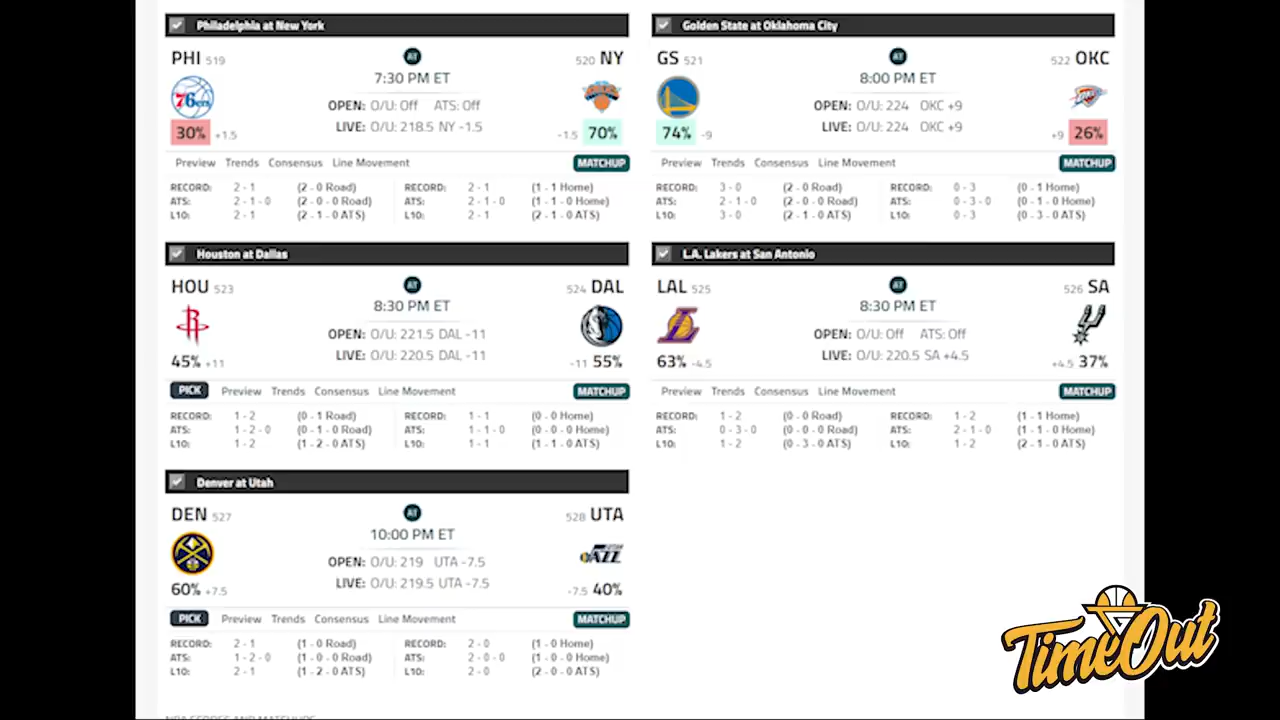 Philadelphia at New York
PHI 519
AT
520 NY
7:30 PM ET
76ers
OPEN: O/U: Off ATS: Off
LIVE: O/U: 218.5 NY -1.5
30% +1.5
-1.5 70%
Preview Trends Consensus Line Movement
MATCHUP
RECORD: 2 - 1 (2 - 0 Road) RECORD: 2 - 1 (1 - 1 Home)
ATS: 2 - 1 - 0 (2 - 0 - 0 Road) ATS: 2 - 1 - 0 (1 - 1 - 0 Home)
L10: 2 - 1 (2 - 1 - 0 ATS) L10: 2 - 1 (2 - 1 - 0 ATS)
Golden State at Oklahoma City
GS 521
AT
522 OKC
8:00 PM ET
OPEN: O/U: 224 OKC +9
LIVE: O/U: 224 OKC +9
74% -9
+9 26%
Preview Trends Consensus Line Movement
MATCHUP
RECORD: 3 - 0 (2 - 0 Road) RECORD: 0 - 3 (0 - 1 Home)
ATS: 2 - 1 - 0 (2 - 0 - 0 Road) ATS: 0 - 3 - 0 (0 - 1 - 0 Home)
L10: 3 - 0 (2 - 1 - 0 ATS) L10: 0 - 3 (0 - 3 - 0 ATS)
Houston at Dallas
HOU 523
AT
524 DAL
8:30 PM ET
OPEN: O/U: 221.5 DAL -11
LIVE: O/U: 220.5 DAL -11
45% +11
-11 55%
PICK Preview Trends Consensus Line Movement
MATCHUP
RECORD: 1 - 2 (0 - 1 Road) RECORD: 1 - 1 (0 - 0 Home)
ATS: 1 - 2 - 0 (0 - 1 - 0 Road) ATS: 1 - 1 - 0 (0 - 0 - 0 Home)
L10: 1 - 2 (1 - 2 - 0 ATS) L10: 1 - 1 (1 - 1 - 0 ATS)
L.A. Lakers at San Antonio
LAL 525
AT
526 SA
8:30 PM ET
OPEN: O/U: Off ATS: Off
LIVE: O/U: 220.5 SA +4.5
63% -4.5
+4.5 37%
Preview Trends Consensus Line Movement
MATCHUP
RECORD: 1 - 2 (0 - 0 Road) RECORD: 1 - 2 (1 - 1 Home)
ATS: 0 - 3 - 0 (0 - 0 - 0 Road) ATS: 2 - 1 - 0 (1 - 1 - 0 Home)
L10: 1 - 2 (0 - 3 - 0 ATS) L10: 1 - 2 (2 - 1 - 0 ATS)
Denver at Utah
DEN 527
AT
528 UTA
10:00 PM ET
JAZZ
OPEN: O/U: 219 UTA -7.5
LIVE: O/U: 219.5 UTA -7.5
60% +7.5
-7.5 40%
PICK Preview Trends Consensus Line Movement
MATCHUP
RECORD: 2 - 1 (1 - 0 Road) RECORD: 2 - 0 (1 - 0 Home)
ATS: 1 - 2 - 0 (1 - 0 - 0 Road) ATS: 2 - 0 - 0 (1 - 0 - 0 Home)
L10: 2 - 1 (1 - 2 - 0 ATS) L10: 2 - 0 (2 - 0 - 0 ATS)
TimeOut